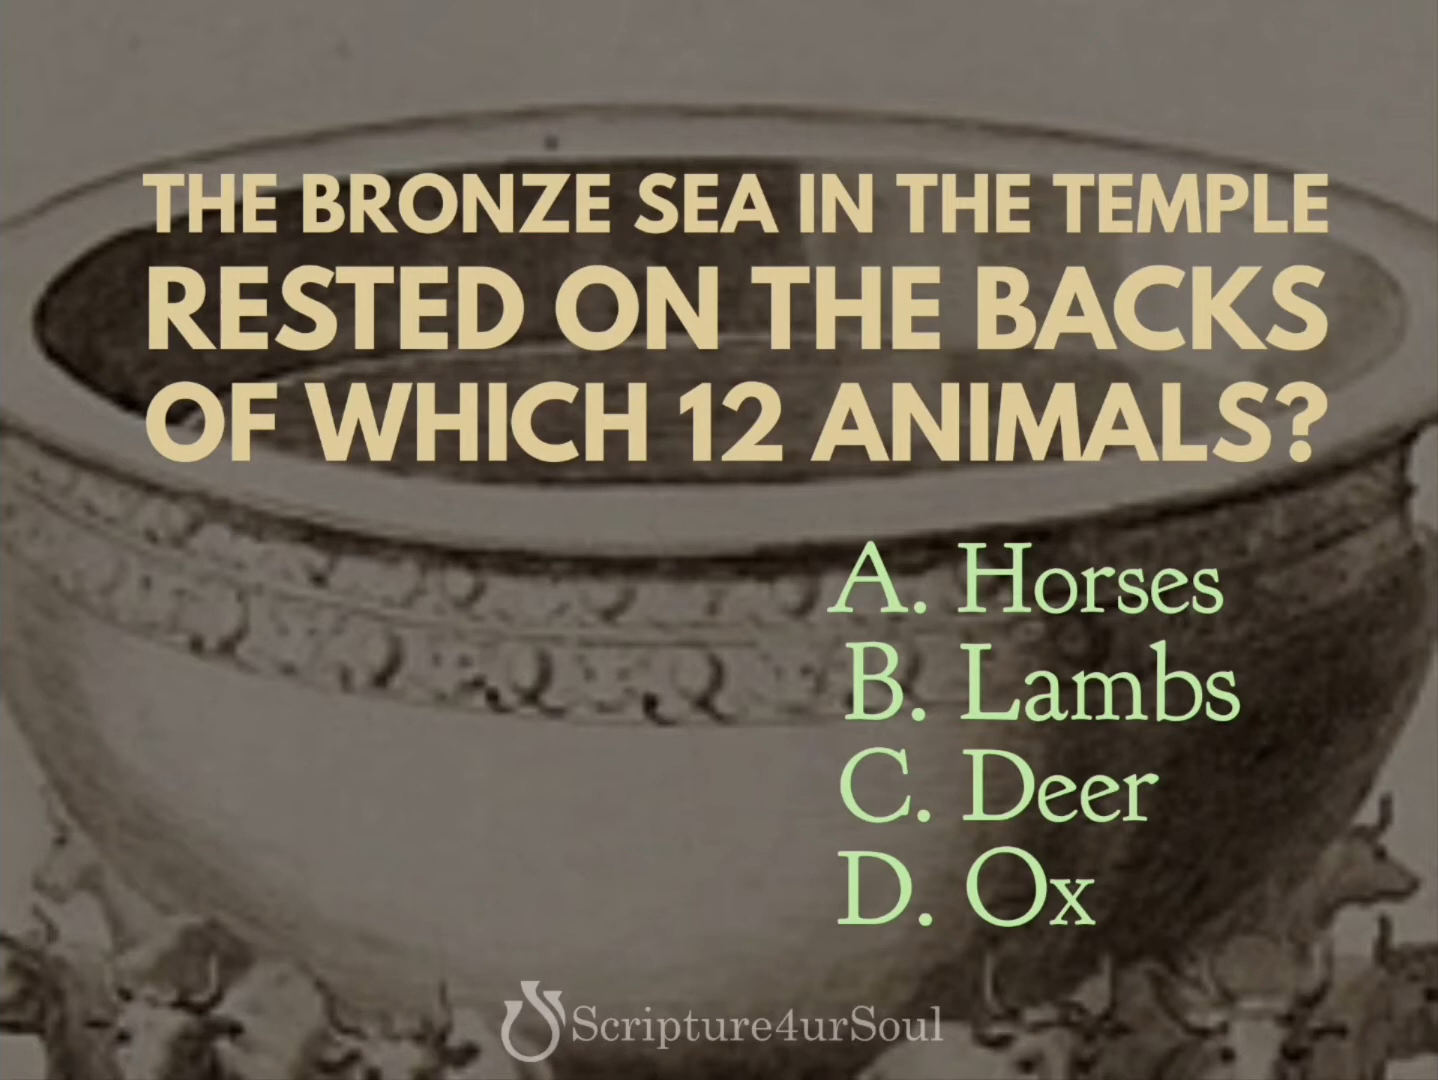 THE BRONZE SEA IN THE TEMPLE
RESTED ON THE BACKS
OF WHICH 12 ANIMALS?
A. Horses
B. Lambs
C. Deer
D. Ox
Scripture4urSoul